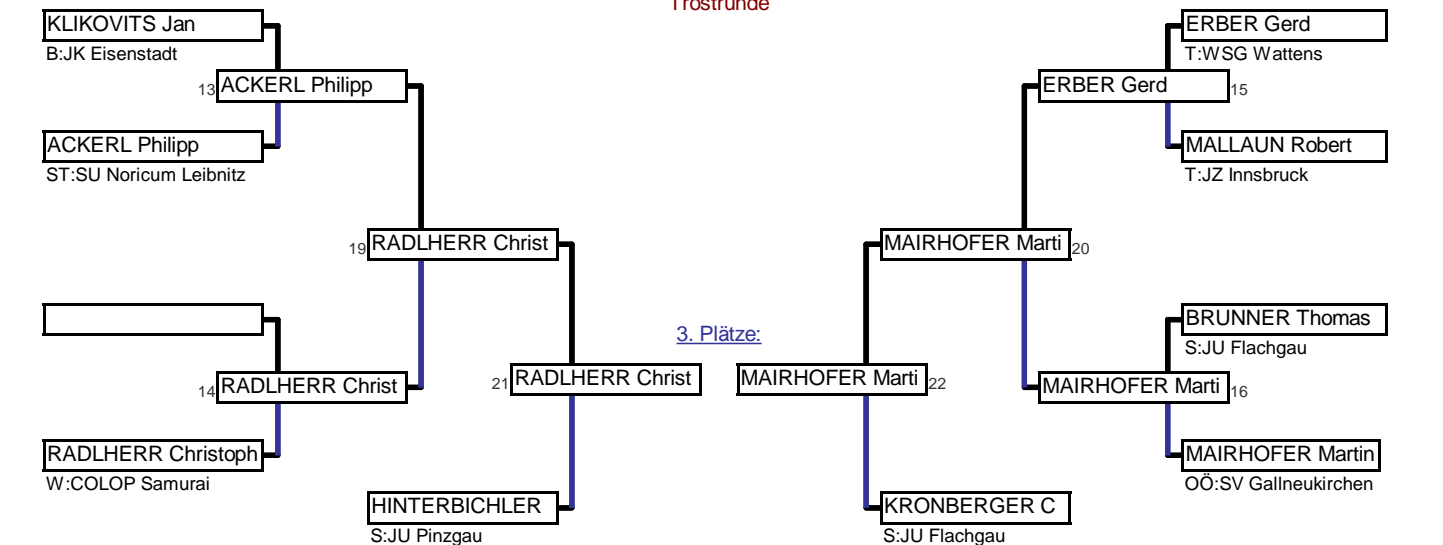 Trostrunde
KLIKOVITS Jan
B:JK Eisenstadt
13 ACKERL Philipp
ACKERL Philipp
ST:SU Noricum Leibnitz
19 RADLHERR Christ
14 RADLHERR Christ
RADLHERR Christoph
W:COLOP Samurai
21 RADLHERR Christ
HINTERBICHLER
S:JU Pinzgau
3. Plätze:
ERBER Gerd
T:WSG Wattens
ERBER Gerd 15
MALLAUN Robert
T:JZ Innsbruck
MAIRHOFER Marti 20
BRUNNER Thomas
S:JU Flachgau
MAIRHOFER Marti 16
MAIRHOFER Martin
OÖ:SV Gallneukirchen
MAIRHOFER Marti 22
KRONBERGER C
S:JU Flachgau